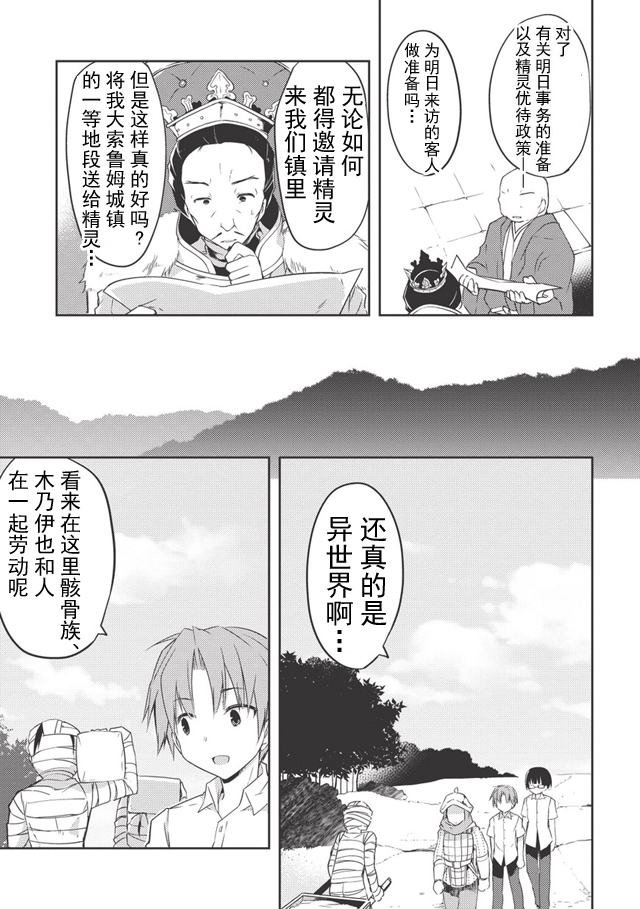 对了
有关明日事务的准备
以及精灵优待政策—
为明日来访的客人
做准备吗…
无论如何
都得邀请精灵
来我们镇里
但是这样真的好吗？
将我大索鲁姆城镇
的一等地段送给精灵…
还真的是
异世界啊…
看来在这里骸骨族、
木乃伊也和人
在一起劳动呢